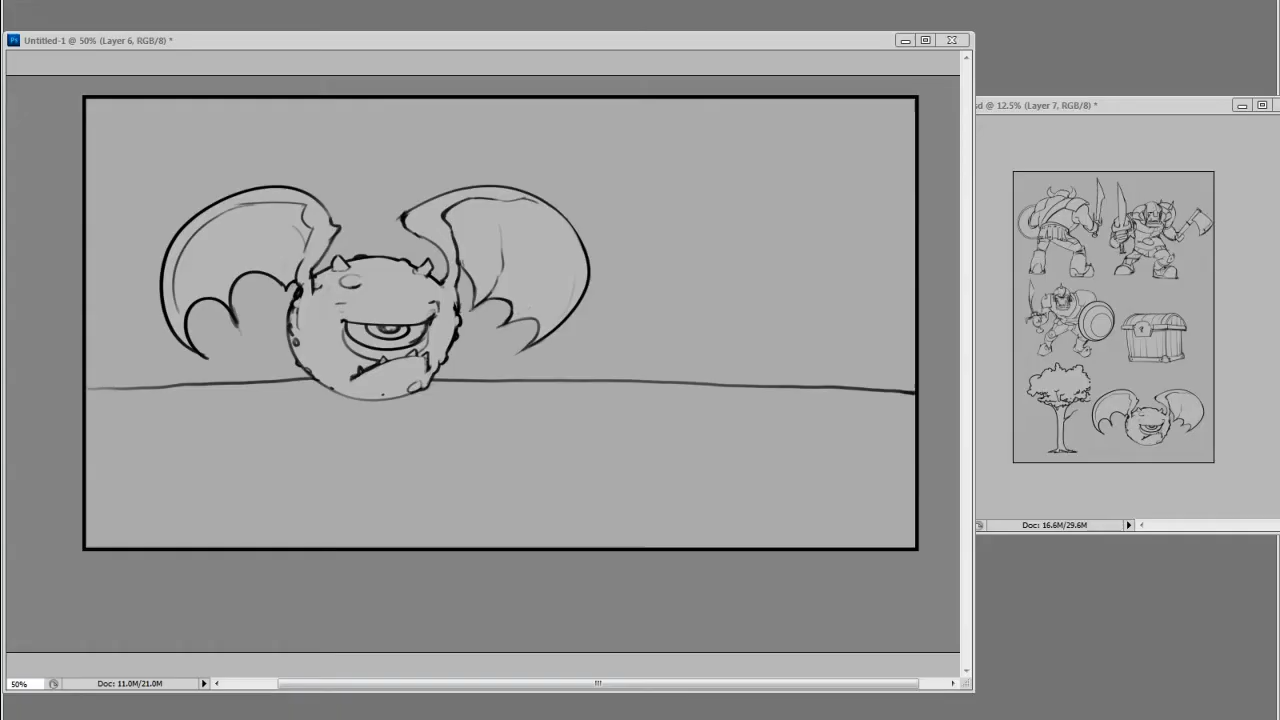 Ps Untitled-1 @ 50% (Layer 6, RGB/8) *
sd @ 12.5% (Layer 7, RGB/8) *
Doc: 16.6M/29.6M
50%
Doc: 11.0M/21.0M